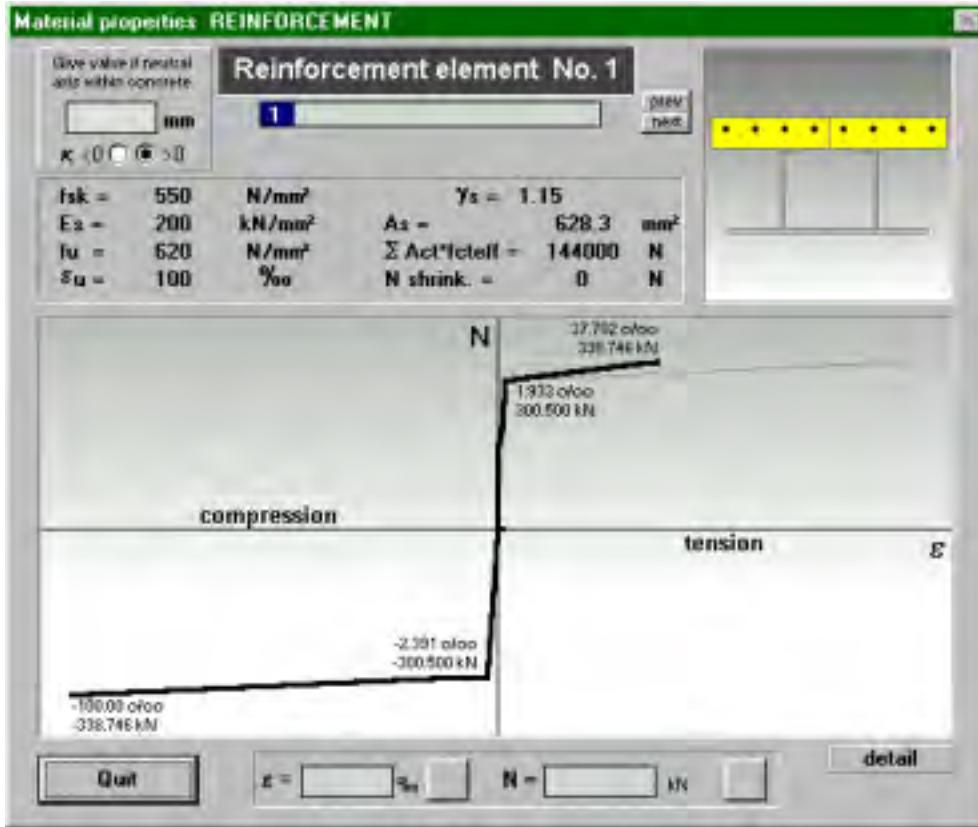 Material properties REINFORCEMENT
Give value if neutral
axis within concrete
mm
κ <0 >0
Reinforcement element No. 1
1
prev
next
fsk = 550 N/mm² γs = 1.15
Es = 200 kN/mm² As = 628.3 mm²
fu = 620 N/mm² Σ Act*fcteff = 144000 N
εu = 100 ‰ N shrink. = 0 N
N
37.702 o/oo
338.746 kN
1.933 o/oo
300.500 kN
compression
tension
ε
-2.391 o/oo
-300.500 kN
-100.00 o/oo
-338.746 kN
detail
Quit
ε = ‰ N = kN